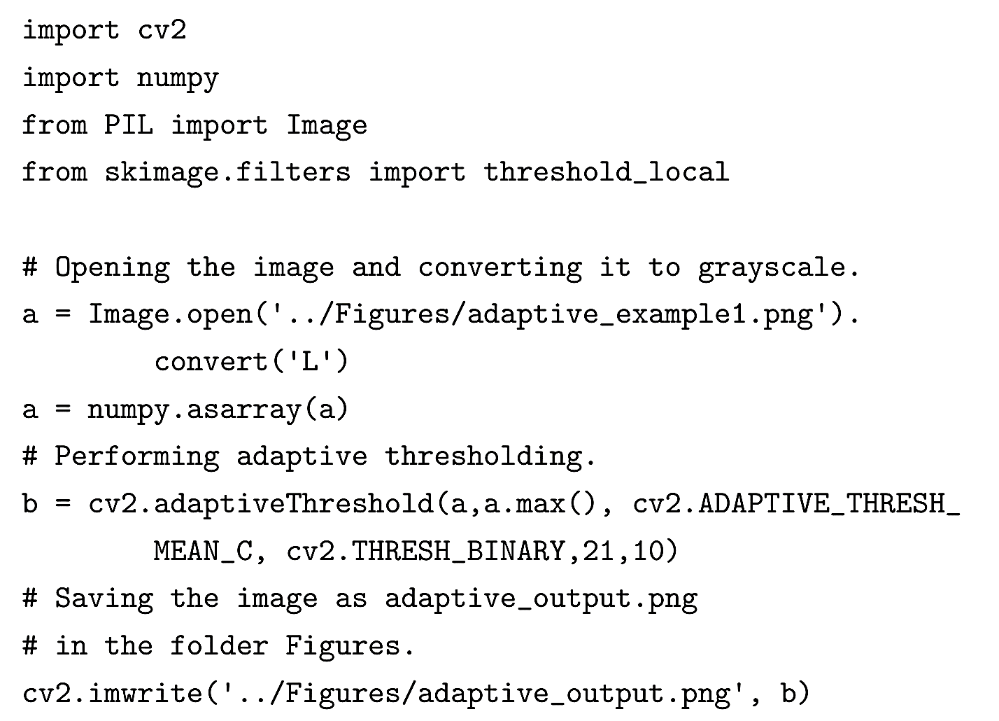 import cv2
import numpy
from PIL import Image
from skimage.filters import threshold_local

# Opening the image and converting it to grayscale.
a = Image.open('../Figures/adaptive_example1.png').
        convert('L')
a = numpy.asarray(a)
# Performing adaptive thresholding.
b = cv2.adaptiveThreshold(a,a.max(), cv2.ADAPTIVE_THRESH_
        MEAN_C, cv2.THRESH_BINARY,21,10)
# Saving the image as adaptive_output.png
# in the folder Figures.
cv2.imwrite('../Figures/adaptive_output.png', b)